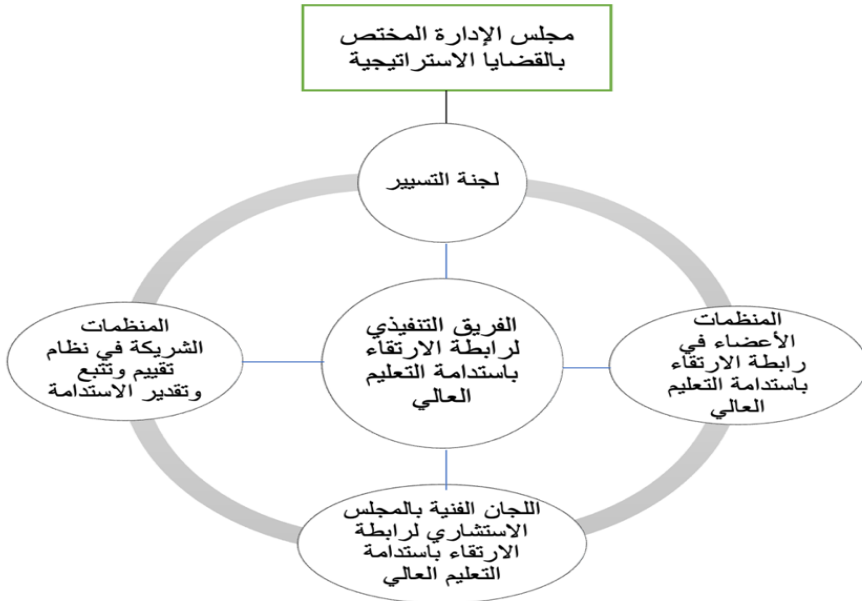 مجلس الإدارة المختص
بالقضايا الاستراتيجية
لجنة التسيير
الفريق التنفيذي
لرابطة الارتقاء
باستدامة التعليم
العالي
المنظمات
الأعضاء في
رابطة الارتقاء
باستدامة التعليم
العالي
المنظمات
الشريكة في نظام
تقييم وتتبع
وتقدير الاستدامة
اللجان الفنية بالمجلس
الاستشاري لرابطة
الارتقاء باستدامة
التعليم العالي